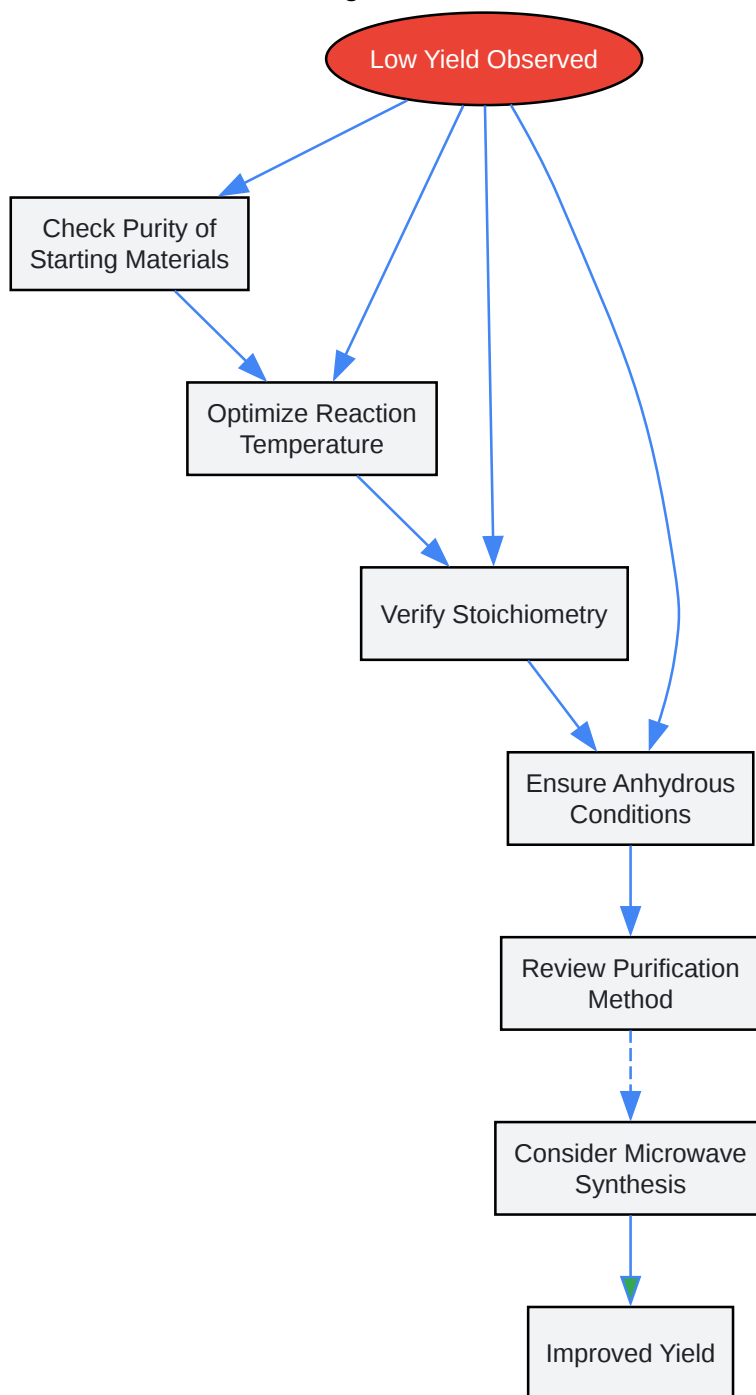 Low Yield Observed
Check Purity of
Starting Materials
Optimize Reaction
Temperature
Verify Stoichiometry
Ensure Anhydrous
Conditions
Review Purification
Method
Consider Microwave
Synthesis
Improved Yield